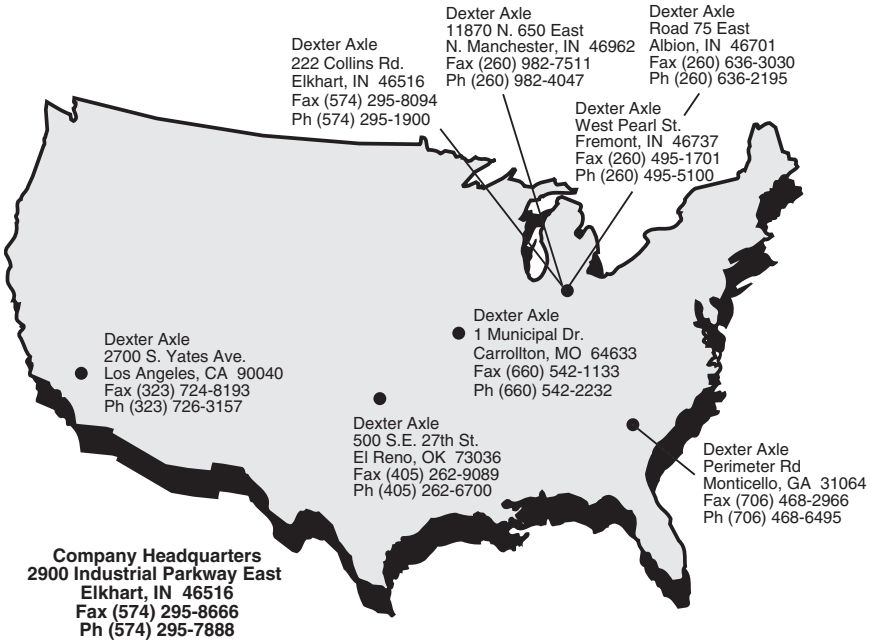 Dexter Axle
222 Collins Rd.
Elkhart, IN 46516
Fax (574) 295-8094
Ph (574) 295-1900
Dexter Axle
11870 N. 650 East
N. Manchester, IN 46962
Fax (260) 982-7511
Ph (260) 982-4047
Dexter Axle
Road 75 East
Albion, IN 46701
Fax (260) 636-3030
Ph (260) 636-2195
Dexter Axle
West Pearl St.
Fremont, IN 46737
Fax (260) 495-1701
Ph (260) 495-5100
Dexter Axle
1 Municipal Dr.
Carrollton, MO 64633
Fax (660) 542-1133
Ph (660) 542-2232
Dexter Axle
2700 S. Yates Ave.
Los Angeles, CA 90040
Fax (323) 724-8193
Ph (323) 726-3157
Dexter Axle
500 S.E. 27th St.
El Reno, OK 73036
Fax (405) 262-9089
Ph (405) 262-6700
Dexter Axle
Perimeter Rd
Monticello, GA 31064
Fax (706) 468-2966
Ph (706) 468-6495
Company Headquarters
2900 Industrial Parkway East
Elkhart, IN 46516
Fax (574) 295-8666
Ph (574) 295-7888